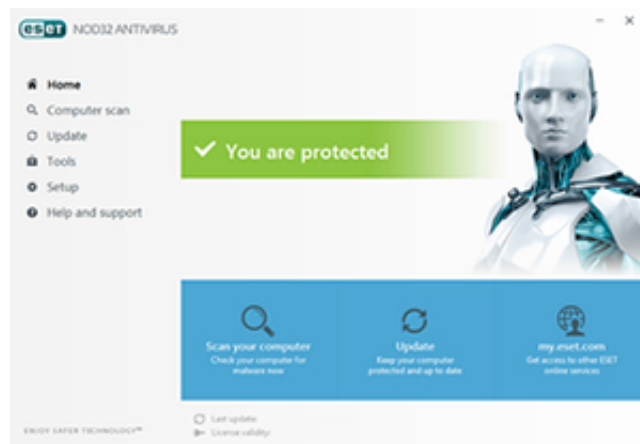 eset NOD32 ANTIVIRUS
Home
Computer scan
Update
Tools
Setup
Help and support
You are protected
Scan your computer
Check your computer for
malware now
Update
Keep your computer
protected and up to date
my.eset.com
Get access to other ESET
online services
Last update:
License validity:
ENJOY SAFER TECHNOLOGY™